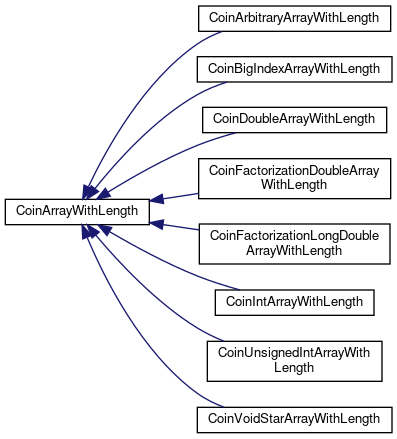 CoinArbitraryArrayWithLength
CoinBigIndexArrayWithLength
CoinDoubleArrayWithLength
CoinFactorizationDoubleArray
WithLength
CoinArrayWithLength
CoinFactorizationLongDouble
ArrayWithLength
CoinIntArrayWithLength
CoinUnsignedIntArrayWith
Length
CoinVoidStarArrayWithLength